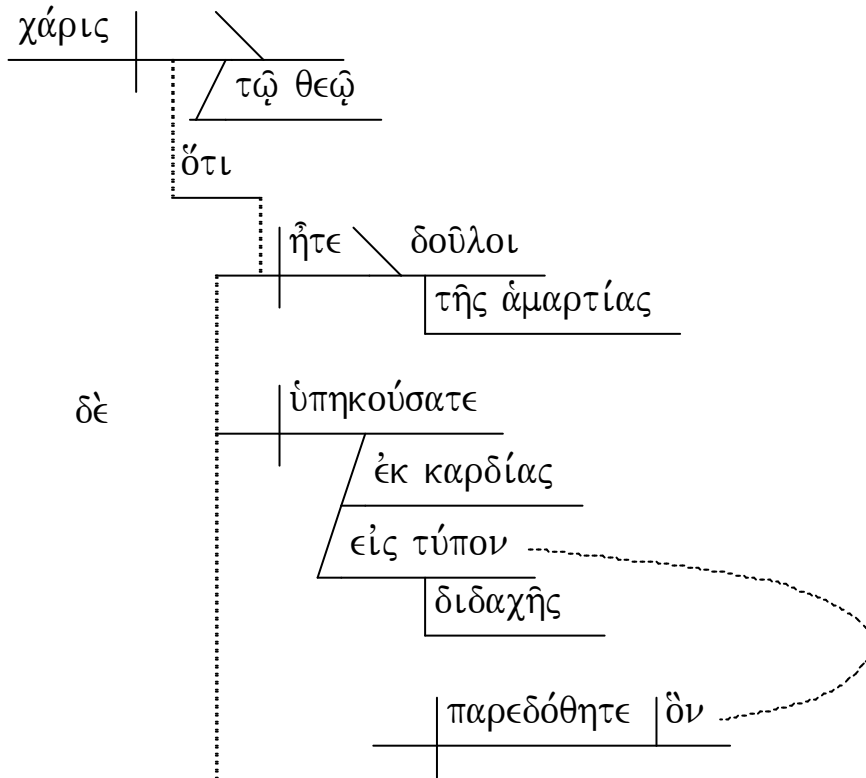 χάρις
τῷ θεῷ
ὅτι
ἦτε δοῦλοι
τῆς ἁμαρτίας
δὲ ὑπηκούσατε
ἐκ καρδίας
εἰς τύπον
διδαχῆς
παρεδόθητε ὃν